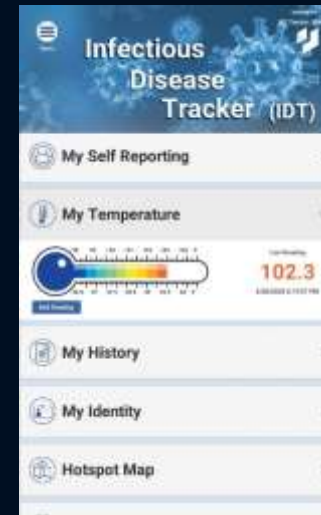 Infectious
Disease
Tracker (IDT)
My Self Reporting
My Temperature
102.3
My History
My Identity
Hotspot Map